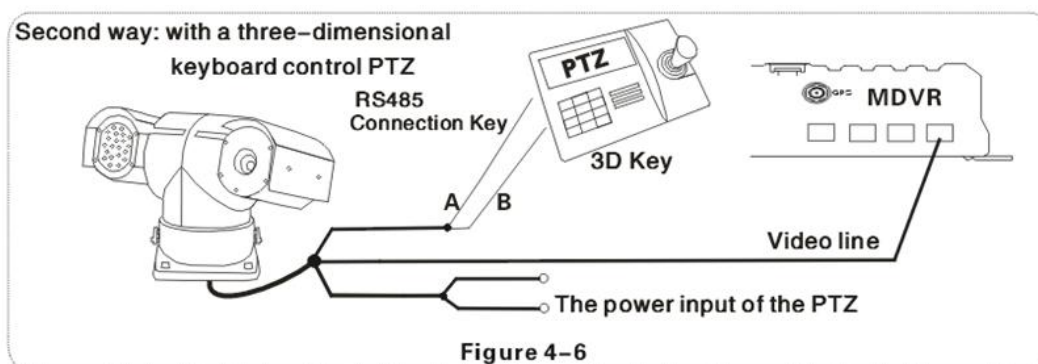 Second way: with a three-dimensional
keyboard control PTZ
RS485
Connection Key
PTZ
3D Key
GPS
MDVR
A
B
Video line
The power input of the PTZ
Figure 4-6